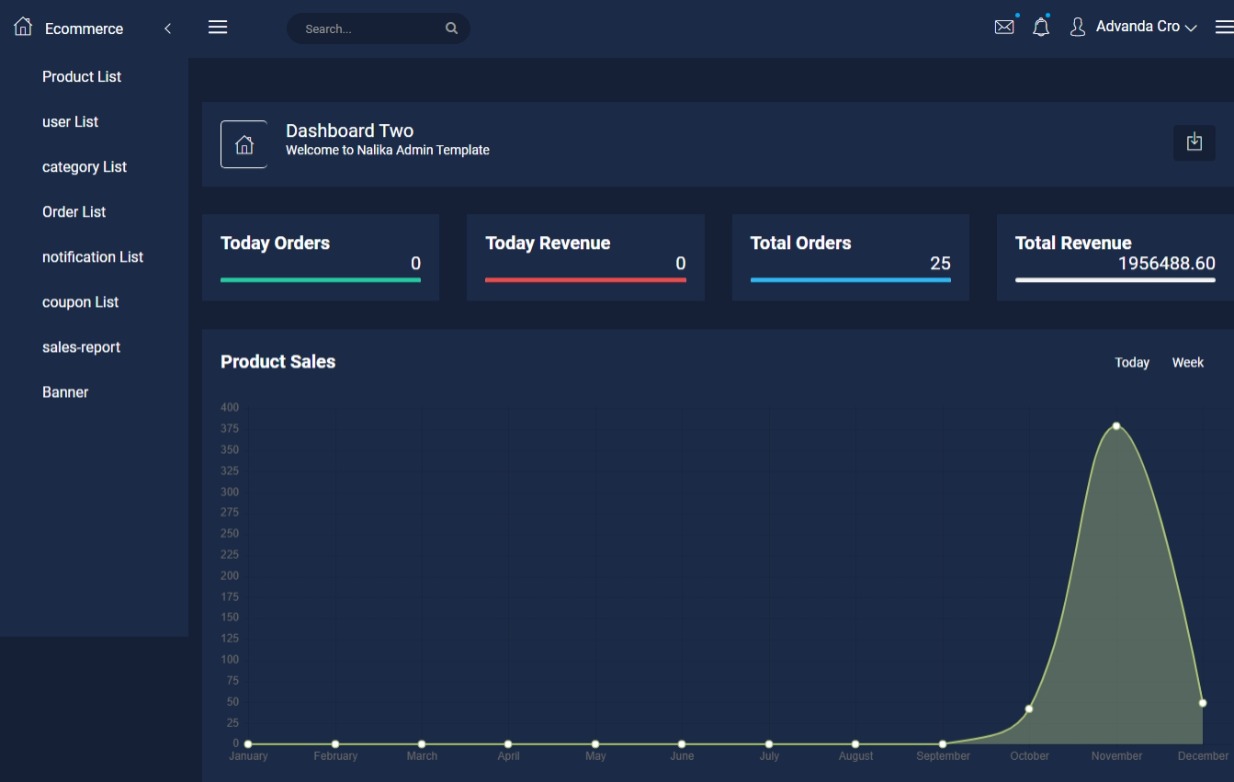 Ecommerce
Search...
Advanda Cro
Product List
user List
category List
Order List
notification List
coupon List
sales-report
Banner
Dashboard Two
Welcome to Nalika Admin Template
Today Orders
0
Today Revenue
0
Total Orders
25
Total Revenue
1956488.60
Product Sales
Today Week
400
375
350
325
300
275
250
225
200
175
150
125
100
75
50
25
0
January February March April May June July August September October November December